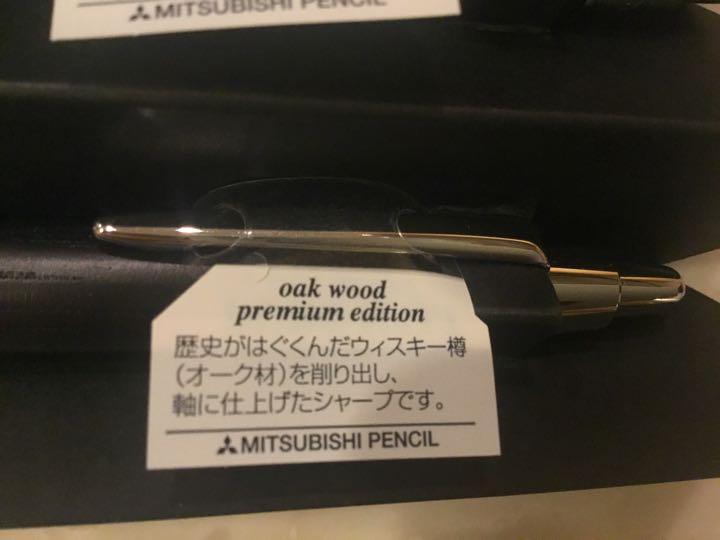 MITSUBISHI PENCIL
oak wood
premium edition
歴史がはぐくんだウィスキー樽
(オーク材)を削り出し、
軸に仕上げたシャープです。
MITSUBISHI PENCIL